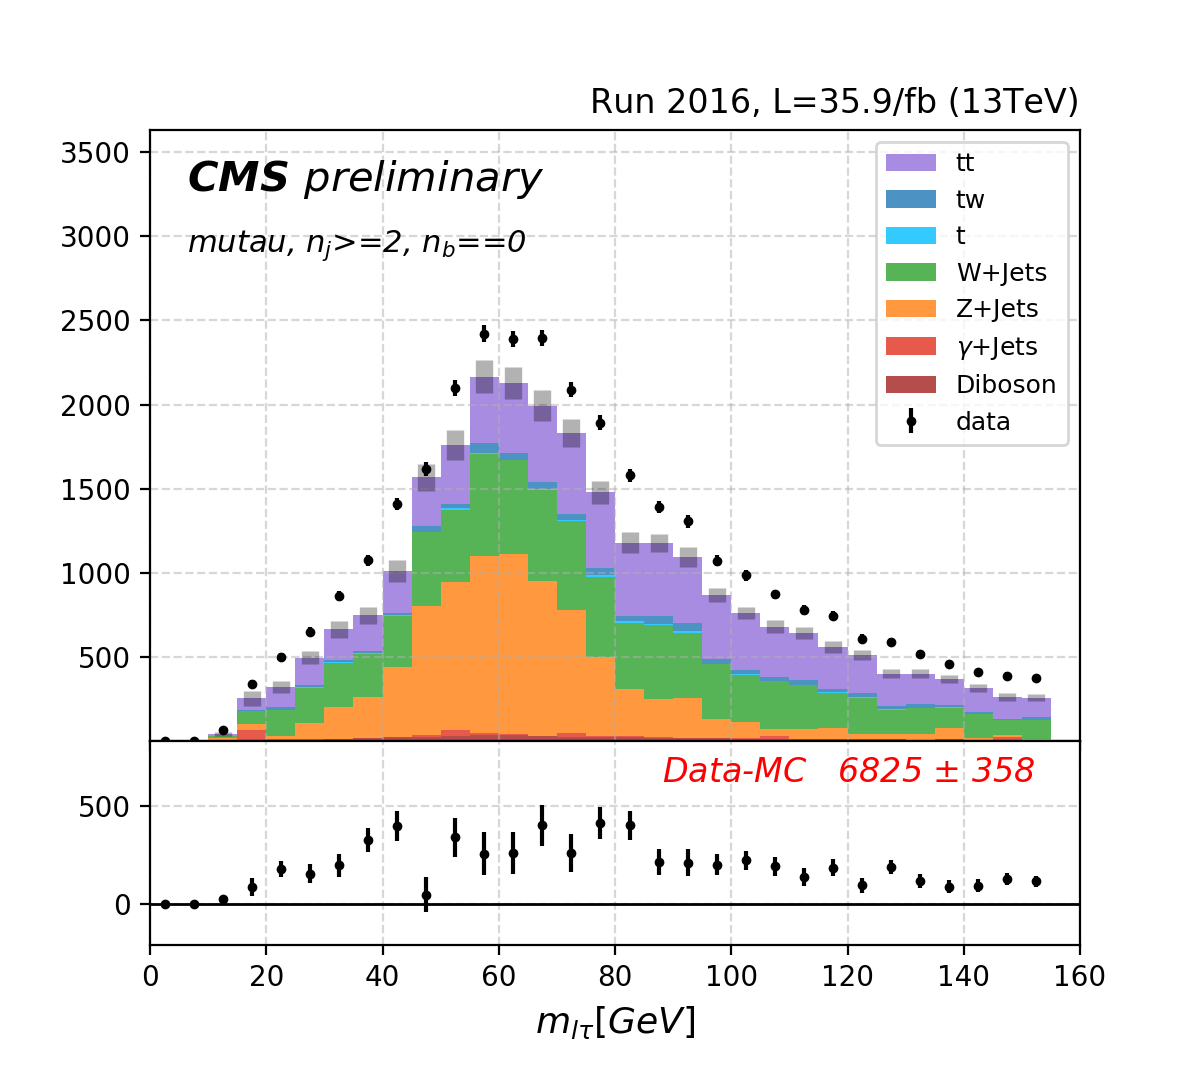 Run 2016, L=35.9/fb (13TeV)
CMS preliminary
mutau, n_j>=2, n_b==0
3500
3000
2500
2000
1500
1000
500
tt
tw
t
W+Jets
Z+Jets
γ+Jets
Diboson
data
Data-MC 6825 ± 358
500
0
0 20 40 60 80 100 120 140 160
m_{lτ}[GeV]